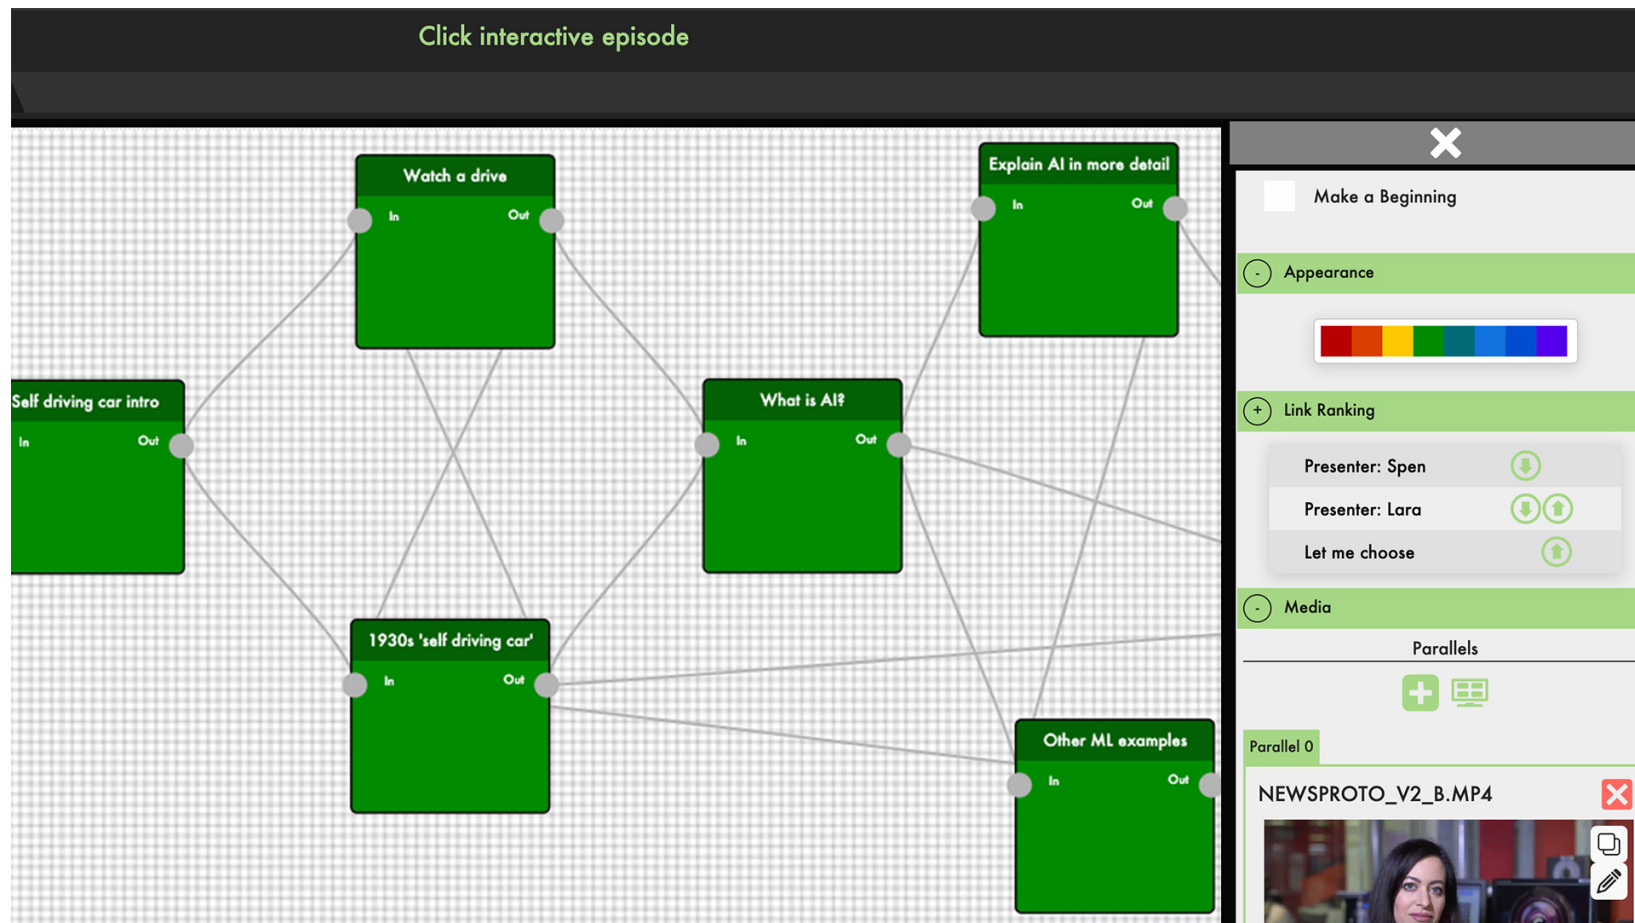 Click interactive episode
Watch a drive
In Out
Explain AI in more detail
In Out
Self driving car intro
In Out
What is AI?
In Out
1930s 'self driving car'
In Out
Other ML examples
In Out
Make a Beginning
- Appearance
+ Link Ranking
Presenter: Spen
Presenter: Lara
Let me choose
- Media
Parallels
Parallel 0
NEWSPROTO_V2_B.MP4